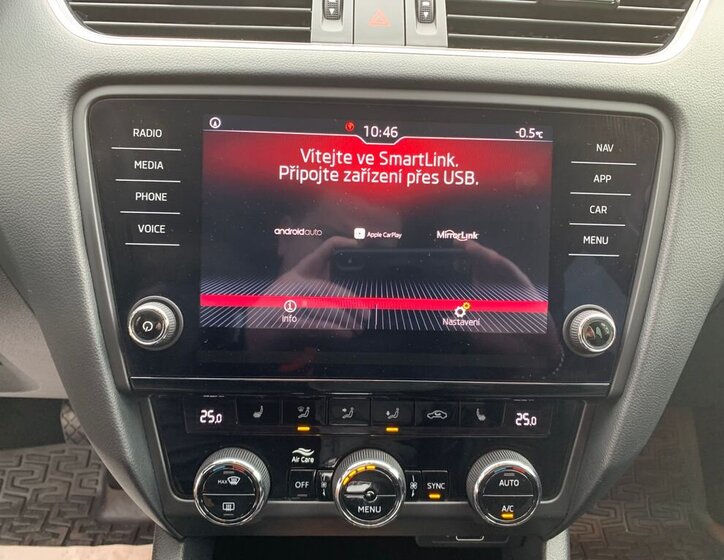 10:46
-0.5°C
RADIO
MEDIA
PHONE
VOICE
NAV
APP
CAR
MENU
Vítejte ve SmartLink.
Připojte zařízení přes USB.
androidauto
Apple CarPlay
MirrorLink
Info
Nastavení
25.0
25.0
Air Care
MAX
OFF
MENU
SYNC
AUTO
A/C